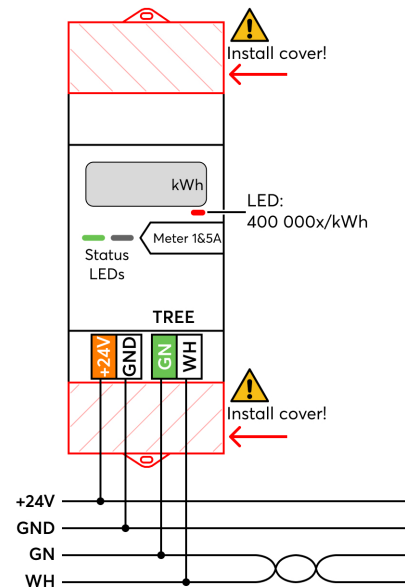 Install cover!
kWh
LED:
400 000x/kWh
Meter 1&5A
Status
LEDs
TREE
+24V
GND
GN
WH
Install cover!
+24V
GND
GN
WH